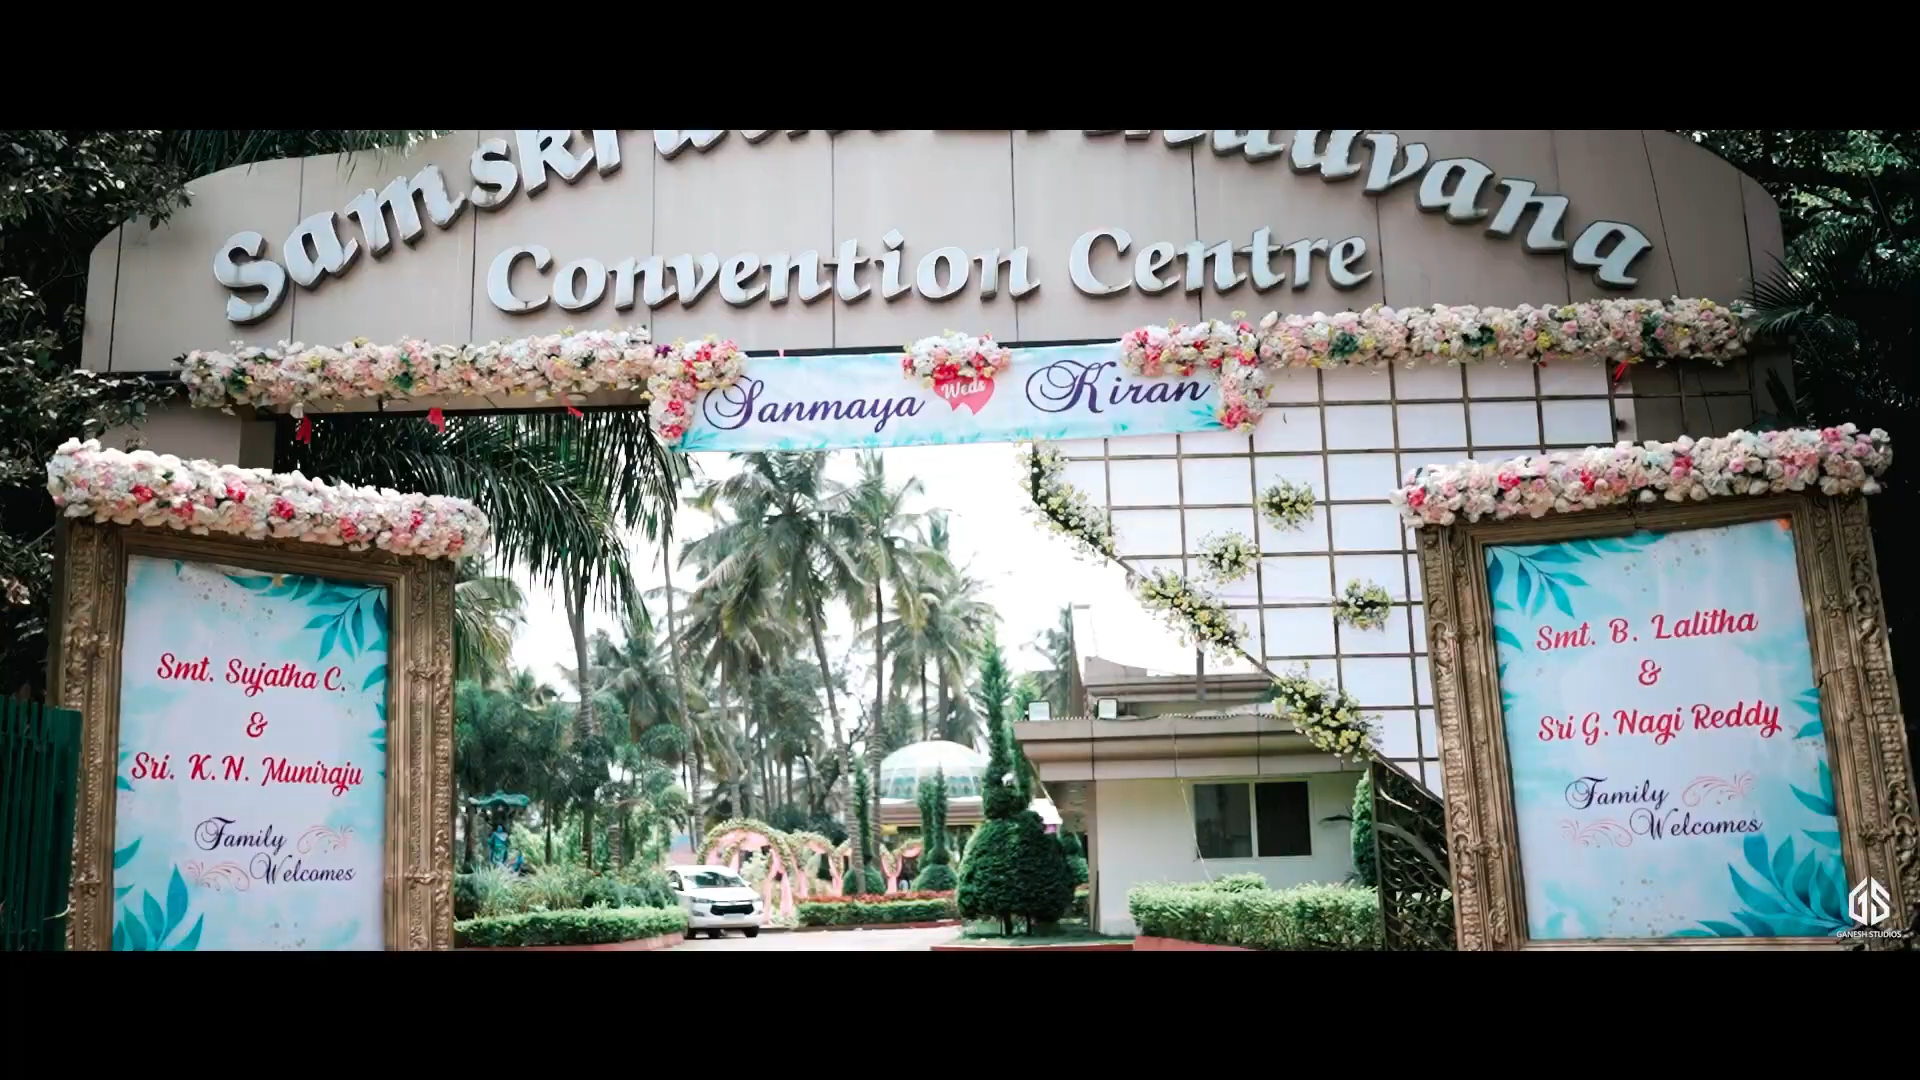 Convention Centre
Sanmaya Weds Kiran
Smt. Sujatha C.
&
Sri. K. N. Muniraju
Family
Welcomes
Smt. B. Lalitha
&
Sri G. Nagi Reddy
Family
Welcomes
GS
GANESH STUDIOS